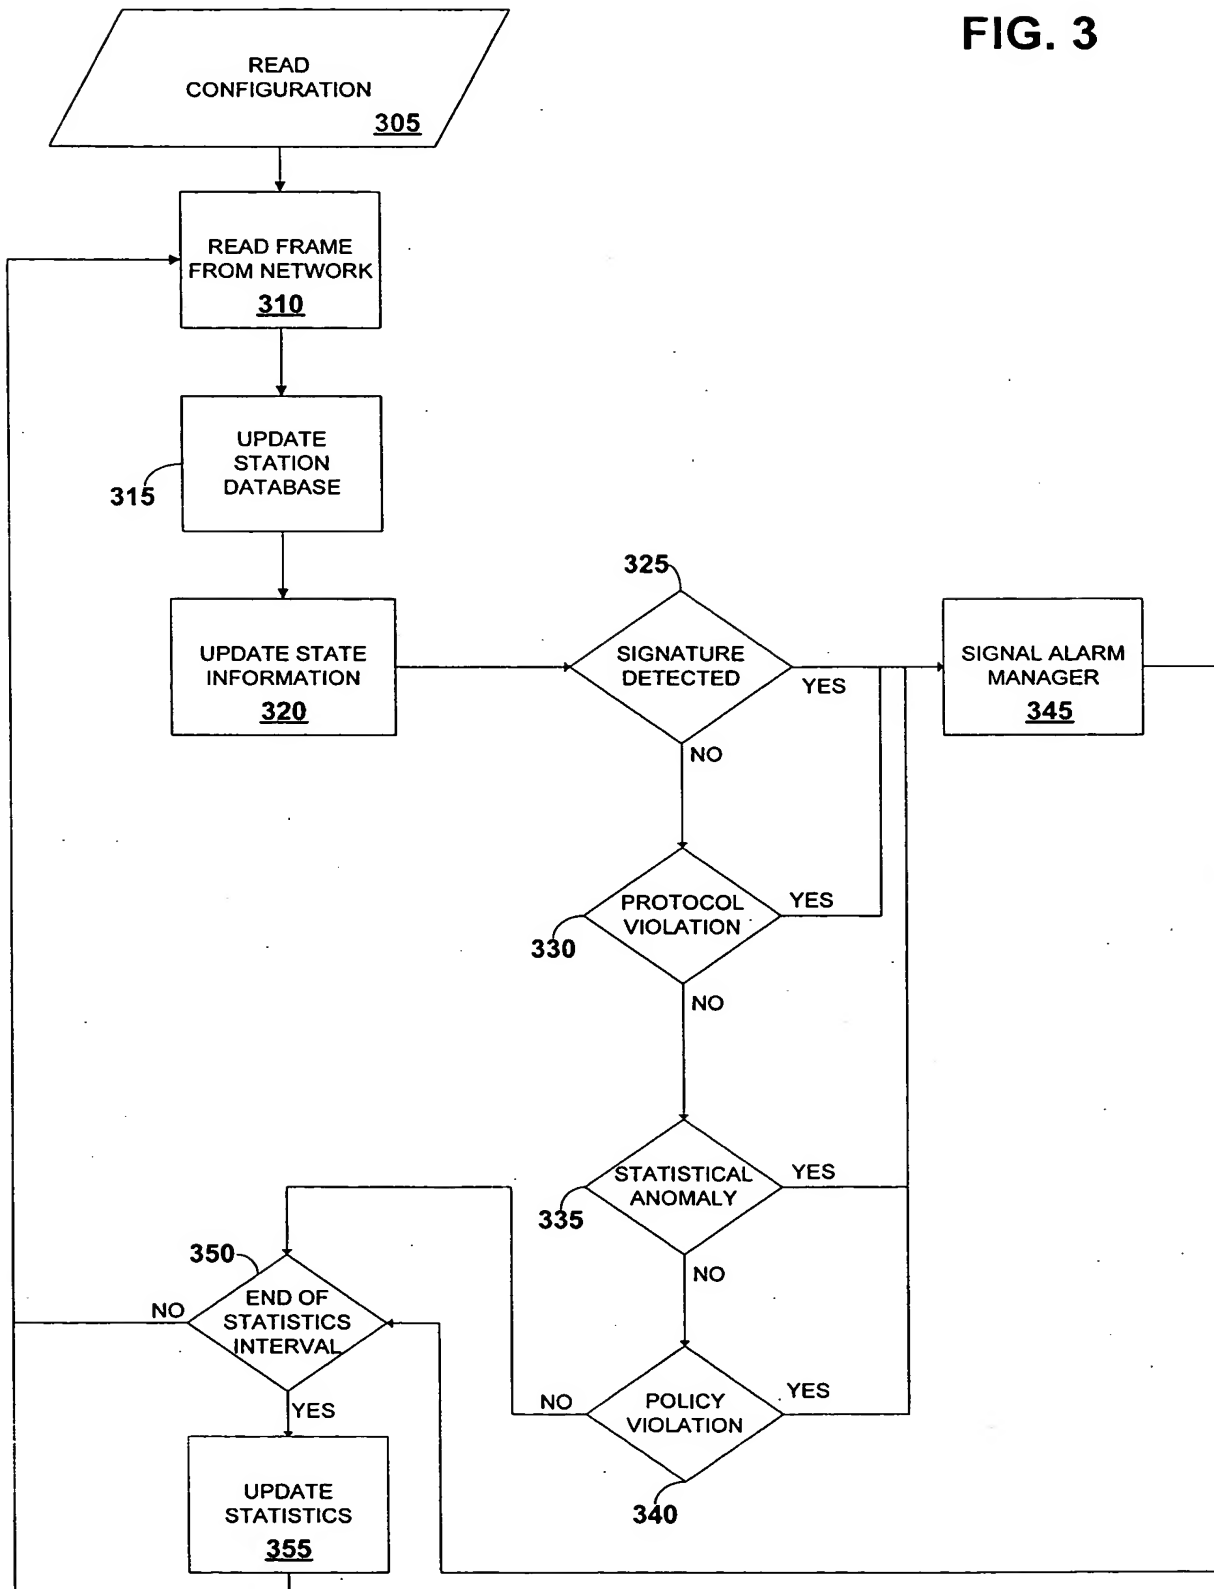 FIG. 3
READ
CONFIGURATION
305
READ FRAME
FROM NETWORK
310
UPDATE
STATION
DATABASE
315
325
UPDATE STATE
INFORMATION
320
SIGNATURE
DETECTED
YES
SIGNAL ALARM
MANAGER
345
NO
PROTOCOL
VIOLATION
YES
330
NO
STATISTICAL
ANOMALY
YES
335
NO
350
END OF
STATISTICS
INTERVAL
NO
YES
POLICY
VIOLATION
YES
NO
340
UPDATE
STATISTICS
355